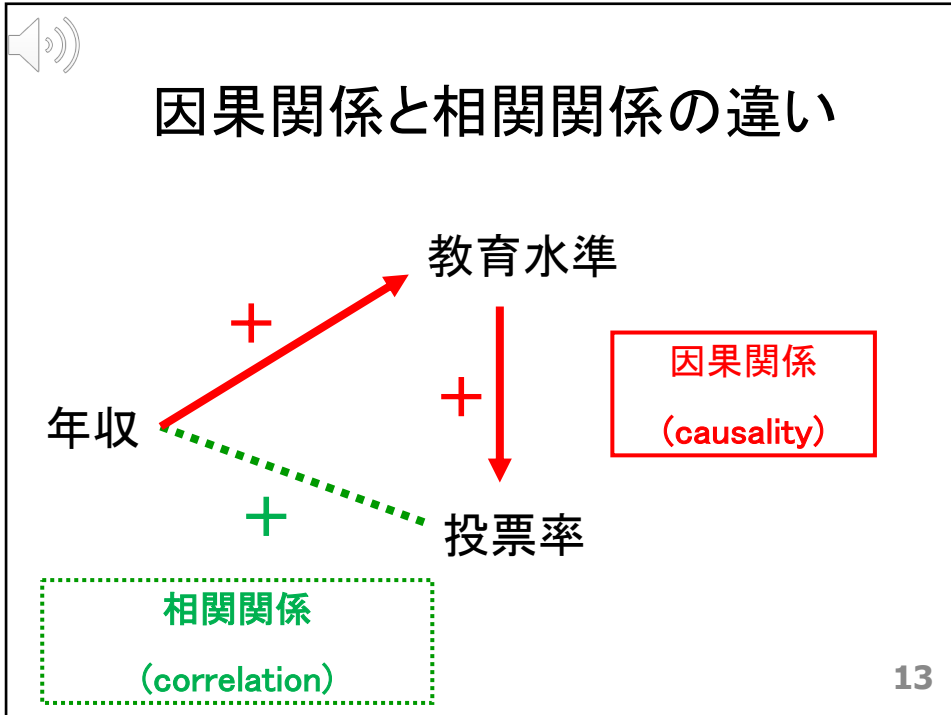 因果関係と相関関係の違い
教育水準
+
因果関係
(causality)
+
年収
+
投票率
相関関係
(correlation)
13